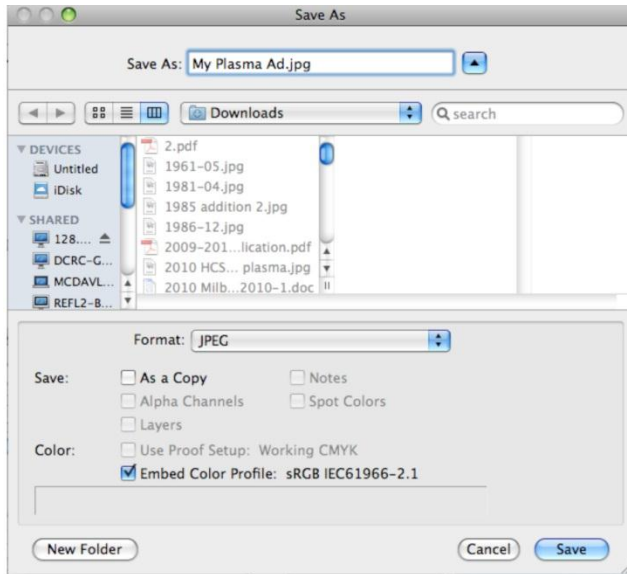 Save As
Save As: My Plasma Ad.jpg
Downloads search
DEVICES
Untitled
iDisk
SHARED
128....
DCRC-G...
MCDAVL...
REFL2-B...
2.pdf
1961-05.jpg
1981-04.jpg
1985 addition 2.jpg
1986-12.jpg
2009-201...lication.pdf
2010 HCS... plasma.jpg
2010 Milb...2010-1.doc
Format: JPEG
Save: As a Copy Notes
Alpha Channels Spot Colors
Layers
Color: Use Proof Setup: Working CMYK
Embed Color Profile: sRGB IEC61966-2.1
New Folder Cancel Save